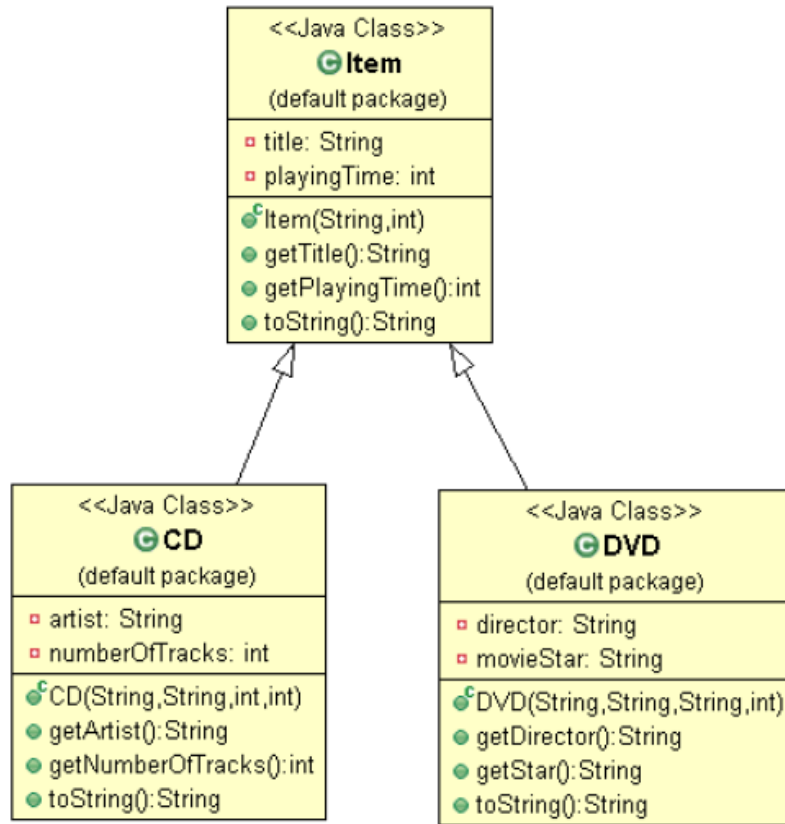 <<Java Class>>
Item
(default package)
title: String
playingTime: int
Item(String,int)
getTitle():String
getPlayingTime():int
toString():String
<<Java Class>>
CD
(default package)
artist: String
numberOfTracks: int
CD(String,String,int,int)
getArtist():String
getNumberOfTracks():int
toString():String
<<Java Class>>
DVD
(default package)
director: String
movieStar: String
DVD(String,String,String,int)
getDirector():String
getStar():String
toString():String